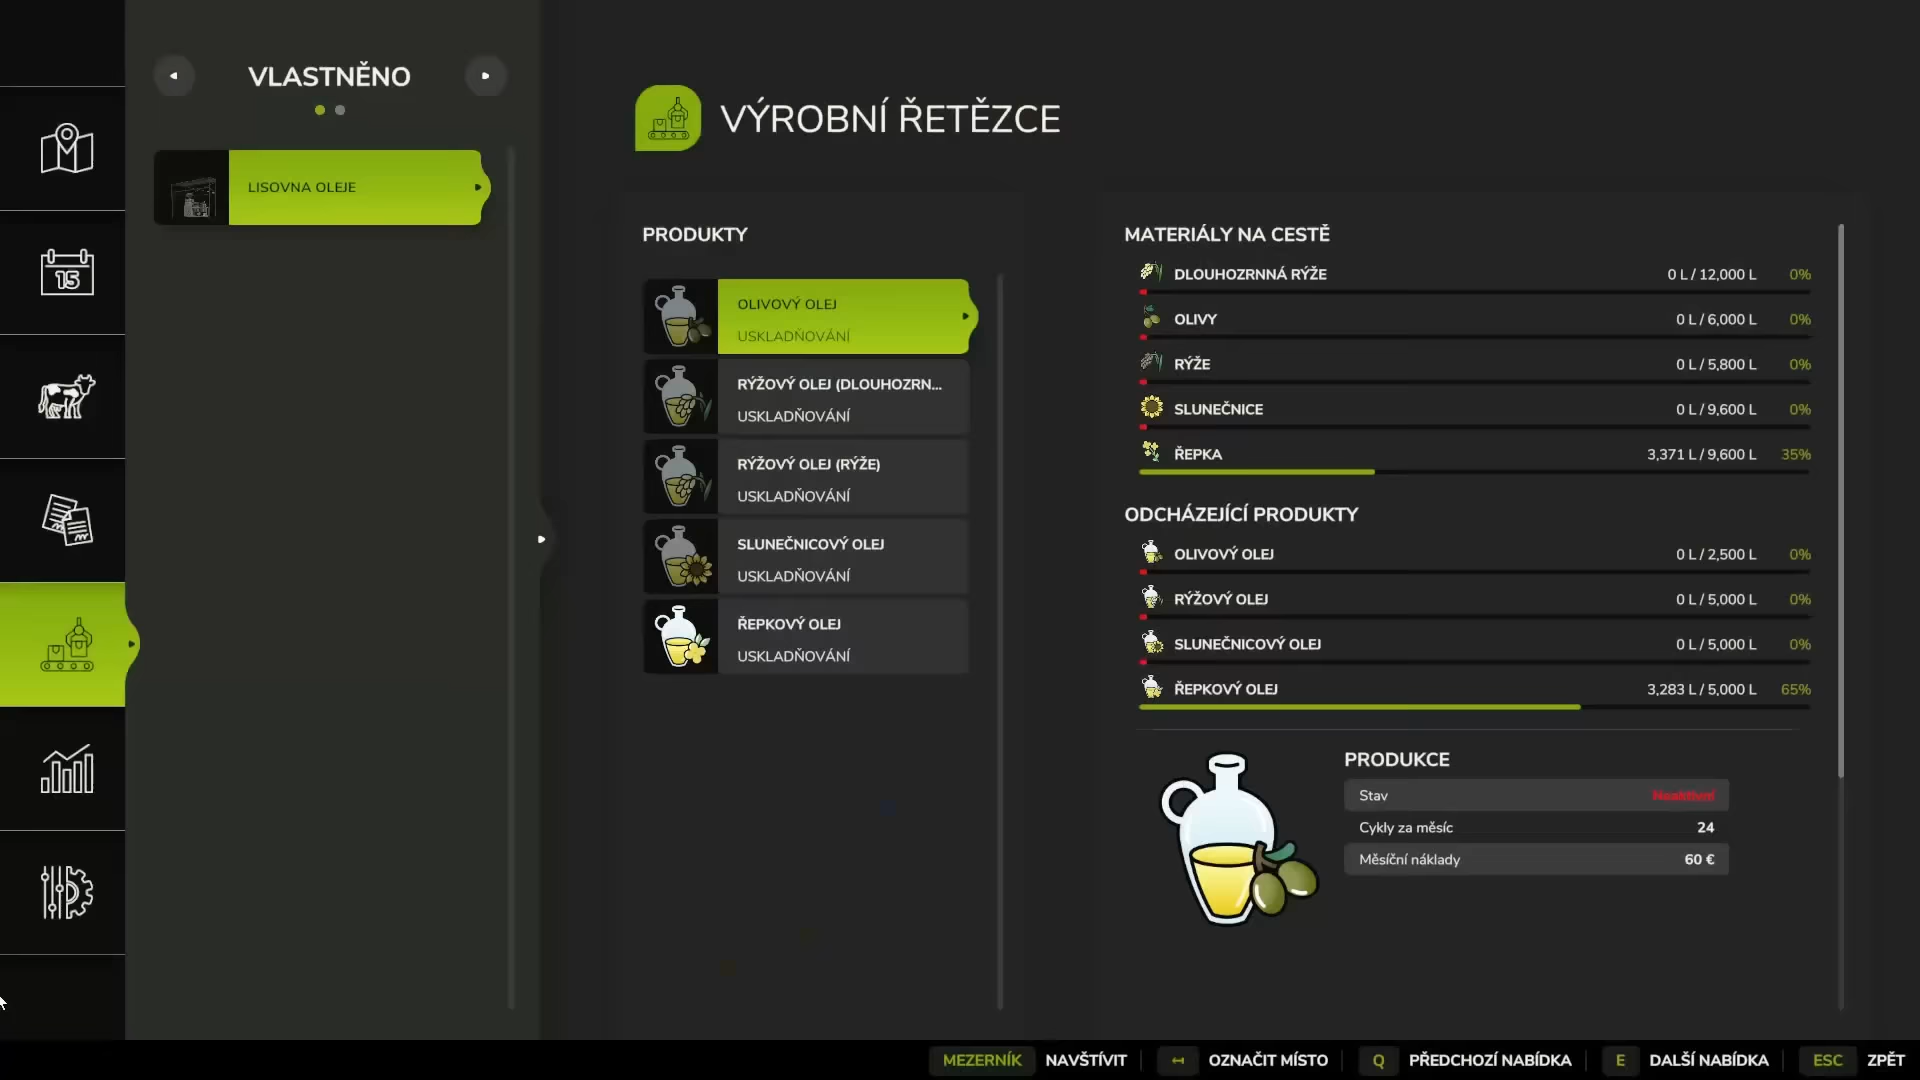 VLASTNĚNO
LISOVNA OLEJE
15
VÝROBNÍ ŘETĚZCE
PRODUKTY
OLIVOVÝ OLEJ
USKLADŇOVÁNÍ
RÝŽOVÝ OLEJ (DLOUHOZRN...
USKLADŇOVÁNÍ
RÝŽOVÝ OLEJ (RÝŽE)
USKLADŇOVÁNÍ
SLUNEČNICOVÝ OLEJ
USKLADŇOVÁNÍ
ŘEPKOVÝ OLEJ
USKLADŇOVÁNÍ
MATERIÁLY NA CESTĚ
DLOUHOZRNNÁ RÝŽE 0 L / 12,000 L 0%
OLIVY 0 L / 6,000 L 0%
RÝŽE 0 L / 5,800 L 0%
SLUNEČNICE 0 L / 9,600 L 0%
ŘEPKA 3,371 L / 9,600 L 35%
ODCHÁZEJÍCÍ PRODUKTY
OLIVOVÝ OLEJ 0 L / 2,500 L 0%
RÝŽOVÝ OLEJ 0 L / 5,000 L 0%
SLUNEČNICOVÝ OLEJ 0 L / 5,000 L 0%
ŘEPKOVÝ OLEJ 3,283 L / 5,000 L 65%
PRODUKCE
Stav Neaktivní
Cykly za měsíc 24
Měsíční náklady 60 €
MEZERNÍK NAVŠTÍVIT OZNAČIT MÍSTO Q PŘEDCHOZÍ NABÍDKA E DALŠÍ NABÍDKA ESC ZPĚT